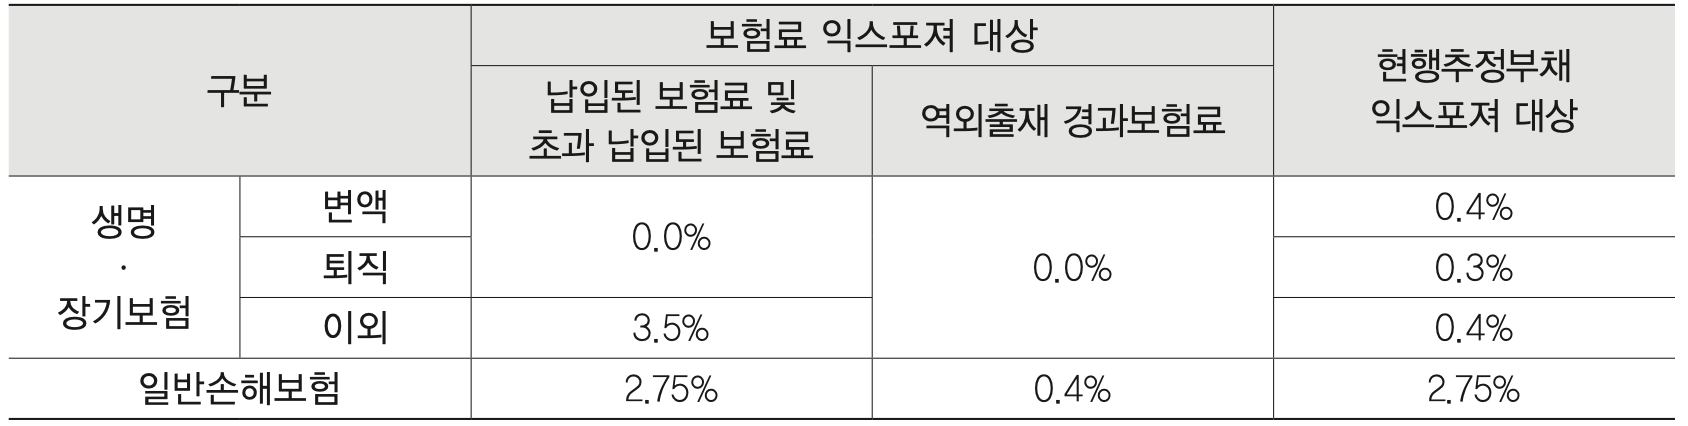 구분
보험료 익스포져 대상
납입된 보험료 및
초과 납입된 보험료
역외출재 경과보험료
현행추정부채
익스포져 대상
생명
·
장기보험
변액
0.0%
0.0%
0.4%
퇴직
0.3%
이외
3.5%
0.4%
일반손해보험
2.75%
0.4%
2.75%